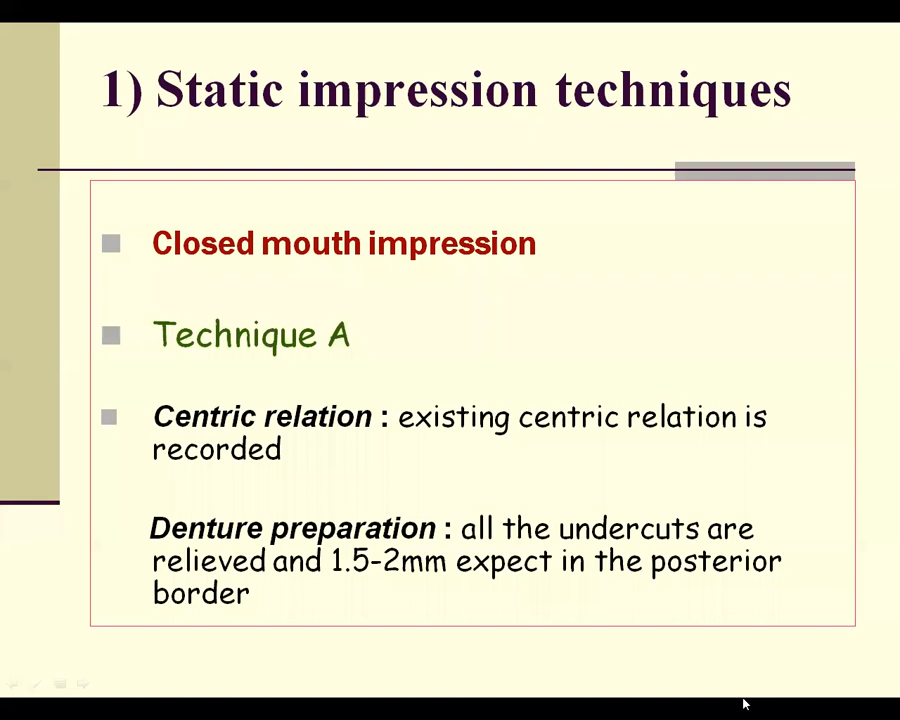 1) Static impression techniques
Closed mouth impression
Technique A
Centric relation : existing centric relation is
recorded
Denture preparation : all the undercuts are
relieved and 1.5-2mm expect in the posterior
border